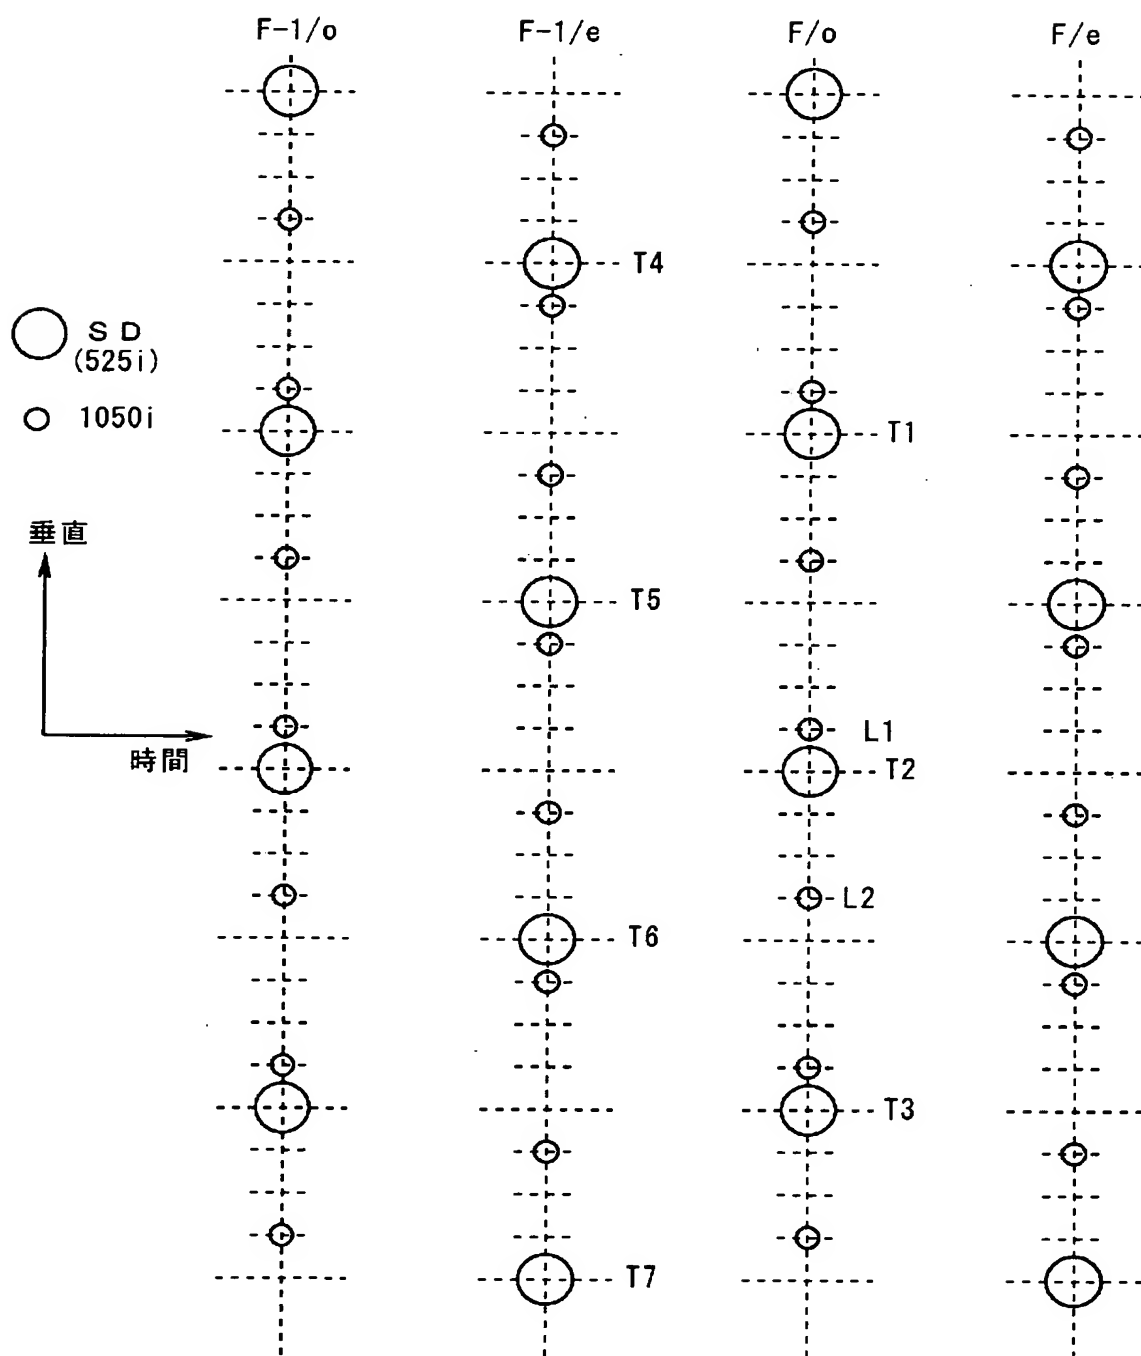 F-1/o F-1/e F/o F/e
T4
SD
(525i)
1050i
T1
垂直
T5
L1
時間
T2
L2
T6
T3
T7